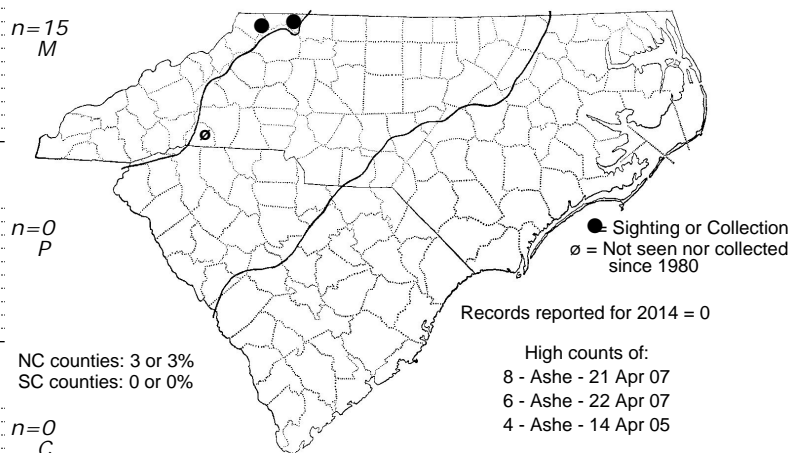 n=15
M
ø
● = Sighting or Collection
ø = Not seen nor collected
since 1980
n=0
P
Records reported for 2014 = 0
NC counties: 3 or 3%
SC counties: 0 or 0%
High counts of:
8 - Ashe - 21 Apr 07
6 - Ashe - 22 Apr 07
4 - Ashe - 14 Apr 05
n=0
C